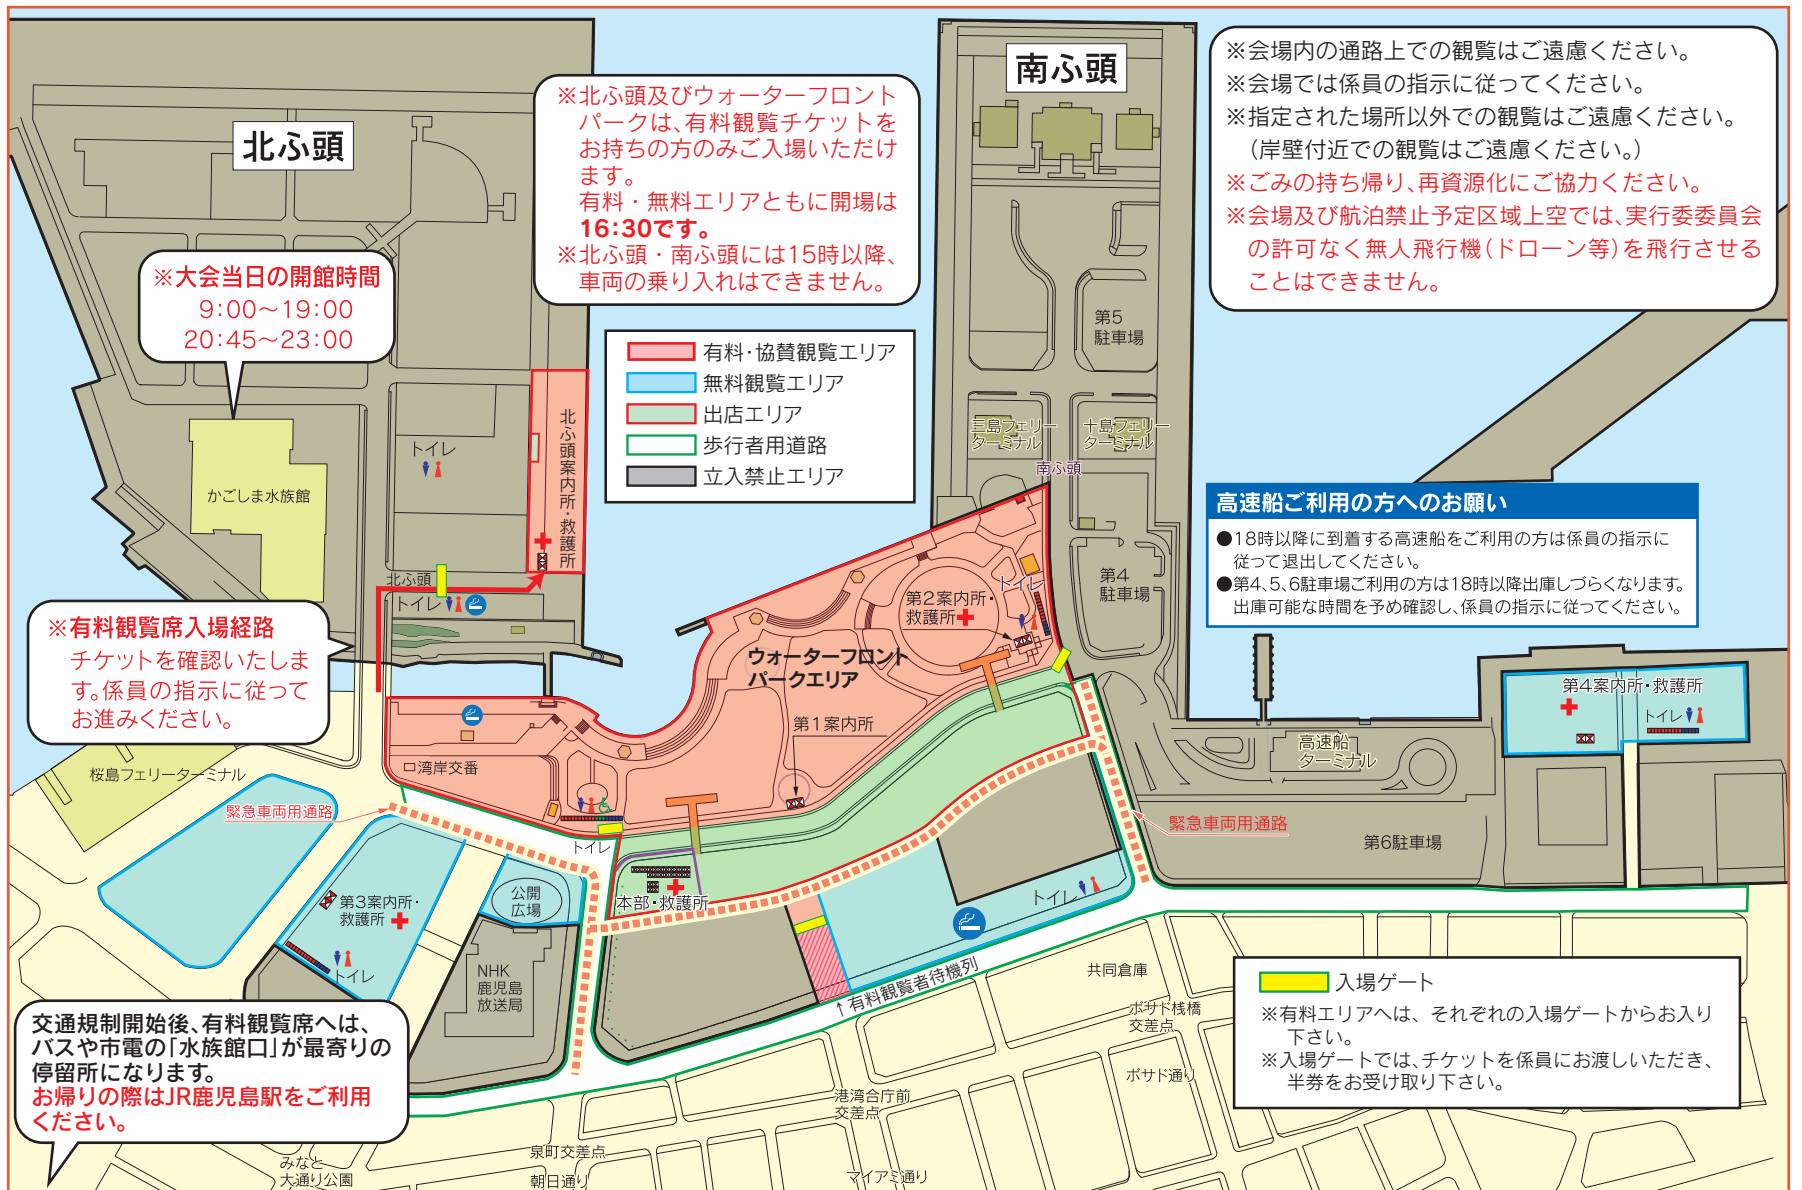 北ふ頭
南ふ頭
※北ふ頭及びウォーターフロント
パークは、有料観覧チケットを
お持ちの方のみご入場いただけ
ます。
有料・無料エリアともに開場は
16:30です。
※北ふ頭・南ふ頭には15時以降、
車両の乗り入れはできません。
※会場内の通路上での観覧はご遠慮ください。
※会場では係員の指示に従ってください。
※指定された場所以外での観覧はご遠慮ください。
(岸壁付近での観覧はご遠慮ください。)
※ごみの持ち帰り、再資源化にご協力ください。
※会場及び航泊禁止予定区域上空では、実行委委員会
の許可なく無人飛行機(ドローン等)を飛行させる
ことはできません。
※大会当日の開館時間
9:00〜19:00
20:45〜23:00
有料・協賛観覧エリア
無料観覧エリア
出店エリア
歩行者用道路
立入禁止エリア
第5
駐車場
三島フェリー
ターミナル
十島フェリー
ターミナル
南ふ頭
トイレ
北ふ頭案内所・救護所
かごしま水族館
北ふ頭
トイレ
高速船ご利用の方へのお願い
●18時以降に到着する高速船をご利用の方は係員の指示に
従って退出してください。
●第4、5、6駐車場ご利用の方は18時以降出庫しづらくなります。
出庫可能な時間を予め確認し、係員の指示に従ってください。
第4
駐車場
トイレ
第2案内所・
救護所
※有料観覧席入場経路
チケットを確認いたしま
す。係員の指示に従って
お進みください。
ウォーターフロント
パークエリア
第1案内所
第4案内所・救護所
トイレ
高速船
ターミナル
湾岸交番
桜島フェリーターミナル
緊急車両用通路
緊急車両用通路
第6駐車場
トイレ
公開
広場
第3案内所・
救護所
トイレ
本部・救護所
トイレ
NHK
鹿児島
放送局
↑有料観覧者待機列
共同倉庫
ボサド桟橋
交差点
ボサド通り
入場ゲート
※有料エリアへは、それぞれの入場ゲートからお入り
下さい。
※入場ゲートでは、チケットを係員にお渡しいただき、
半券をお受け取り下さい。
交通規制開始後、有料観覧席へは、
バスや市電の「水族館口」が最寄りの
停留所になります。
お帰りの際はJR鹿児島駅をご利用
ください。
港湾合庁前
交差点
泉町交差点
朝日通り
みなと
大通り公園
マイアミ通り